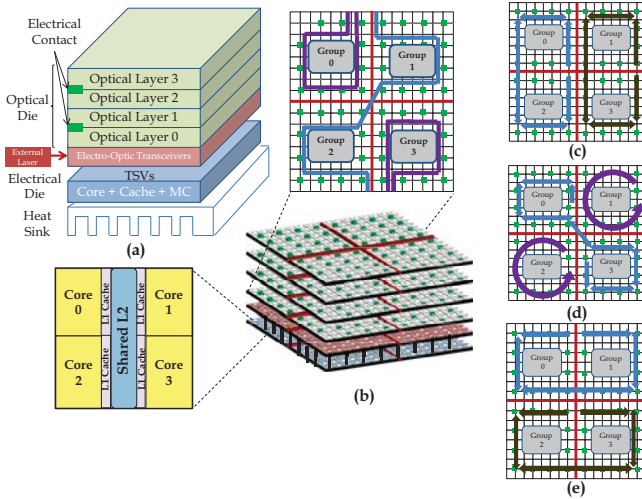 Electrical
Contact
Optical
Die
Optical Layer 3
Optical Layer 2
Optical Layer 1
Optical Layer 0
External
Laser
Electro-Optic Transceivers
TSVs
Electrical
Die
Core + Cache + MC
Heat
Sink
(a)
Group
0
Group
1
Group
2
Group
3
(b)
Core
0
L1 Cache
Shared L2
L1 Cache
Core
1
Core
2
L1 Cache
L1 Cache
Core
3
Group
0
Group
1
Group
2
Group
3
(c)
Group
0
Group
1
Group
2
Group
3
(d)
Group
0
Group
1
Group
2
Group
3
(e)